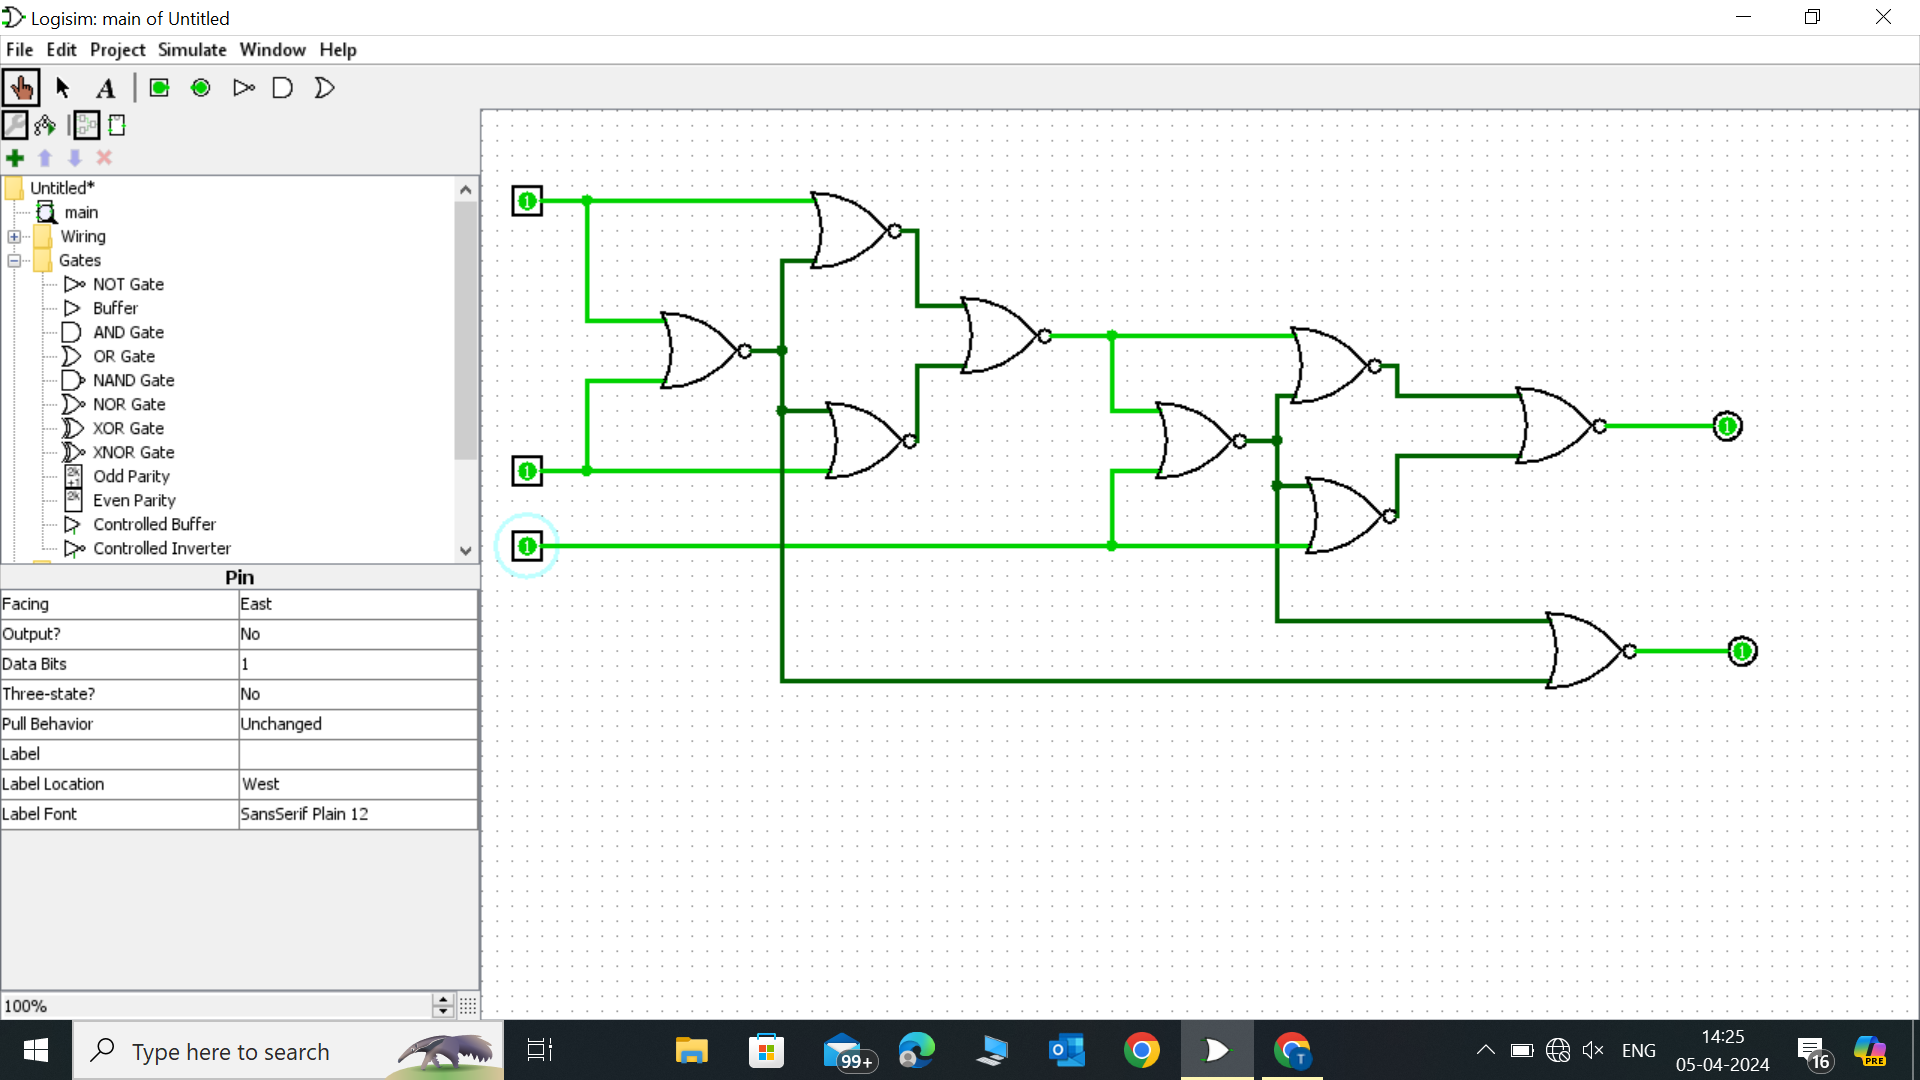 Logisim: main of Untitled
File Edit Project Simulate Window Help
A
Untitled*
main
Wiring
Gates
NOT Gate
Buffer
AND Gate
OR Gate
NAND Gate
NOR Gate
XOR Gate
XNOR Gate
2k+1 Odd Parity
2k Even Parity
Controlled Buffer
Controlled Inverter
Pin
Facing East
Output? No
Data Bits 1
Three-state? No
Pull Behavior Unchanged
Label
Label Location West
Label Font SansSerif Plain 12
100%
1
1
1
1
1
Type here to search
99+
T
ENG
14:25
05-04-2024
16
PRE